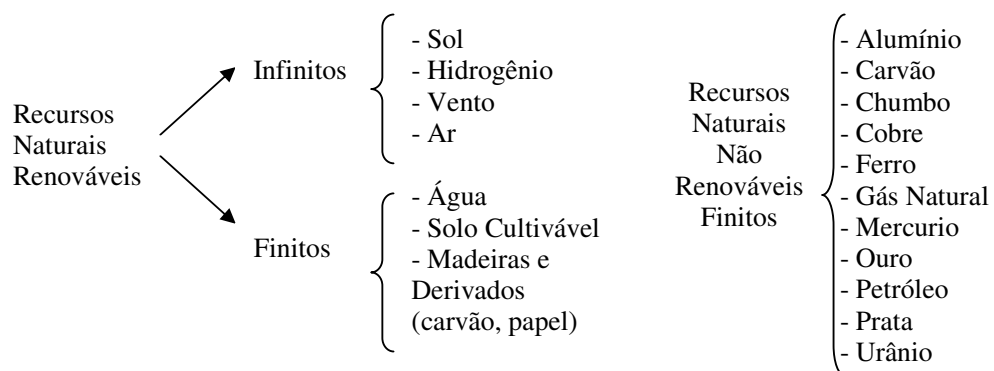 Recursos
Naturais
Renováveis
Infinitos
- Sol
- Hidrogênio
- Vento
- Ar
Finitos
- Água
- Solo Cultivável
- Madeiras e
Derivados
(carvão, papel)
Recursos
Naturais
Não
Renováveis
Finitos
- Alumínio
- Carvão
- Chumbo
- Cobre
- Ferro
- Gás Natural
- Mercurio
- Ouro
- Petróleo
- Prata
- Urânio